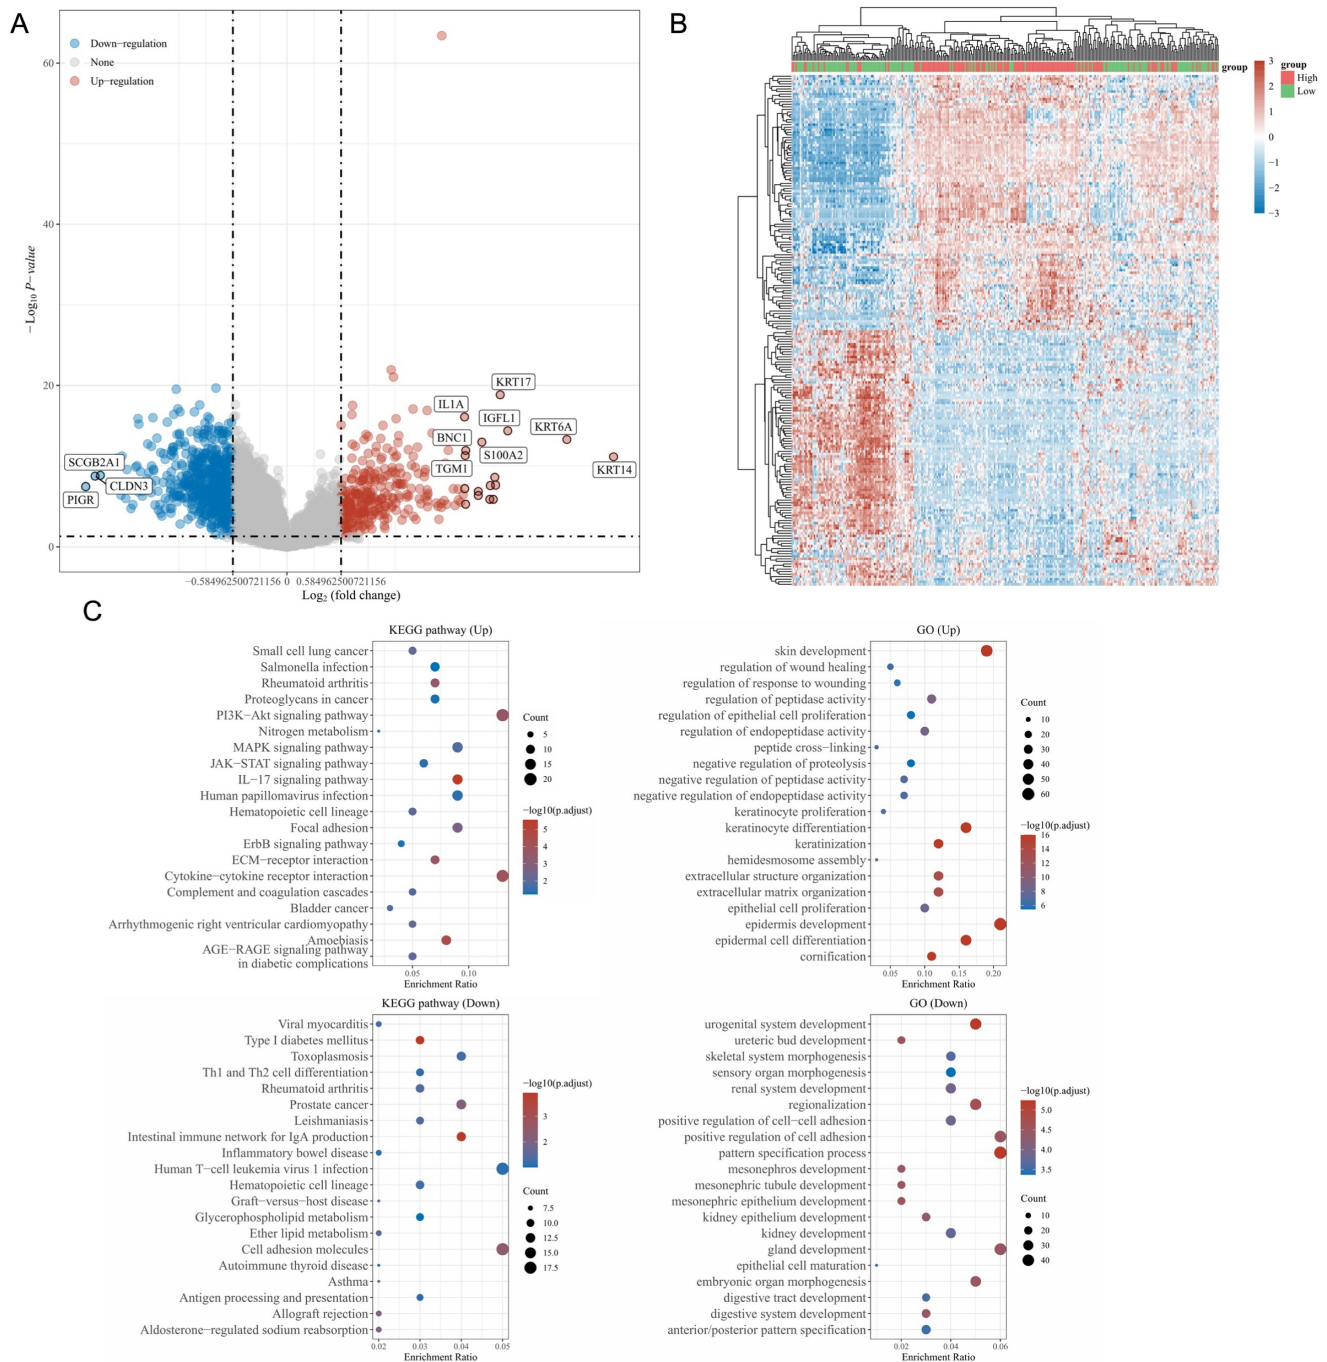 A
Down−regulation
None
Up−regulation
60
40
20
0
−Log10 P−value
KRT17
IL1A
IGFL1
KRT6A
BNC1
S100A2
TGM1
KRT14
SCGB2A1
CLDN3
PIGR
−0.584962500721156 0 0.584962500721156
Log2 (fold change)
B
group
3
2
1
0
−1
−2
−3
group
High
Low
C
KEGG pathway (Up)
Small cell lung cancer
Salmonella infection
Rheumatoid arthritis
Proteoglycans in cancer
PI3K−Akt signaling pathway
Nitrogen metabolism
MAPK signaling pathway
JAK−STAT signaling pathway
IL−17 signaling pathway
Human papillomavirus infection
Hematopoietic cell lineage
Focal adhesion
ErbB signaling pathway
ECM−receptor interaction
Cytokine−cytokine receptor interaction
Complement and coagulation cascades
Bladder cancer
Arrhythmogenic right ventricular cardiomyopathy
Amoebiasis
AGE−RAGE signaling pathway
in diabetic complications
0.05 0.10
Enrichment Ratio
Count
5
10
15
20
−log10(p.adjust)
5
4
3
2
GO (Up)
skin development
regulation of wound healing
regulation of response to wounding
regulation of peptidase activity
regulation of epithelial cell proliferation
regulation of endopeptidase activity
peptide cross−linking
negative regulation of proteolysis
negative regulation of peptidase activity
negative regulation of endopeptidase activity
keratinocyte proliferation
keratinocyte differentiation
keratinization
hemidesmosome assembly
extracellular structure organization
extracellular matrix organization
epithelial cell proliferation
epidermis development
epidermal cell differentiation
cornification
0.05 0.10 0.15 0.20
Enrichment Ratio
Count
10
20
30
40
50
60
−log10(p.adjust)
16
14
12
10
8
6
KEGG pathway (Down)
Viral myocarditis
Type I diabetes mellitus
Toxoplasmosis
Th1 and Th2 cell differentiation
Rheumatoid arthritis
Prostate cancer
Leishmaniasis
Intestinal immune network for IgA production
Inflammatory bowel disease
Human T−cell leukemia virus 1 infection
Hematopoietic cell lineage
Graft−versus−host disease
Glycerophospholipid metabolism
Ether lipid metabolism
Cell adhesion molecules
Autoimmune thyroid disease
Asthma
Antigen processing and presentation
Allograft rejection
Aldosterone−regulated sodium reabsorption
0.02 0.03 0.04 0.05
Enrichment Ratio
−log10(p.adjust)
3
2
Count
7.5
10.0
12.5
15.0
17.5
GO (Down)
urogenital system development
ureteric bud development
skeletal system morphogenesis
sensory organ morphogenesis
renal system development
regionalization
positive regulation of cell−cell adhesion
positive regulation of cell adhesion
pattern specification process
mesonephros development
mesonephric tubule development
mesonephric epithelium development
kidney epithelium development
kidney development
gland development
epithelial cell maturation
embryonic organ morphogenesis
digestive tract development
digestive system development
anterior/posterior pattern specification
0.02 0.04 0.06
Enrichment Ratio
−log10(p.adjust)
5.0
4.5
4.0
3.5
Count
10
20
30
40